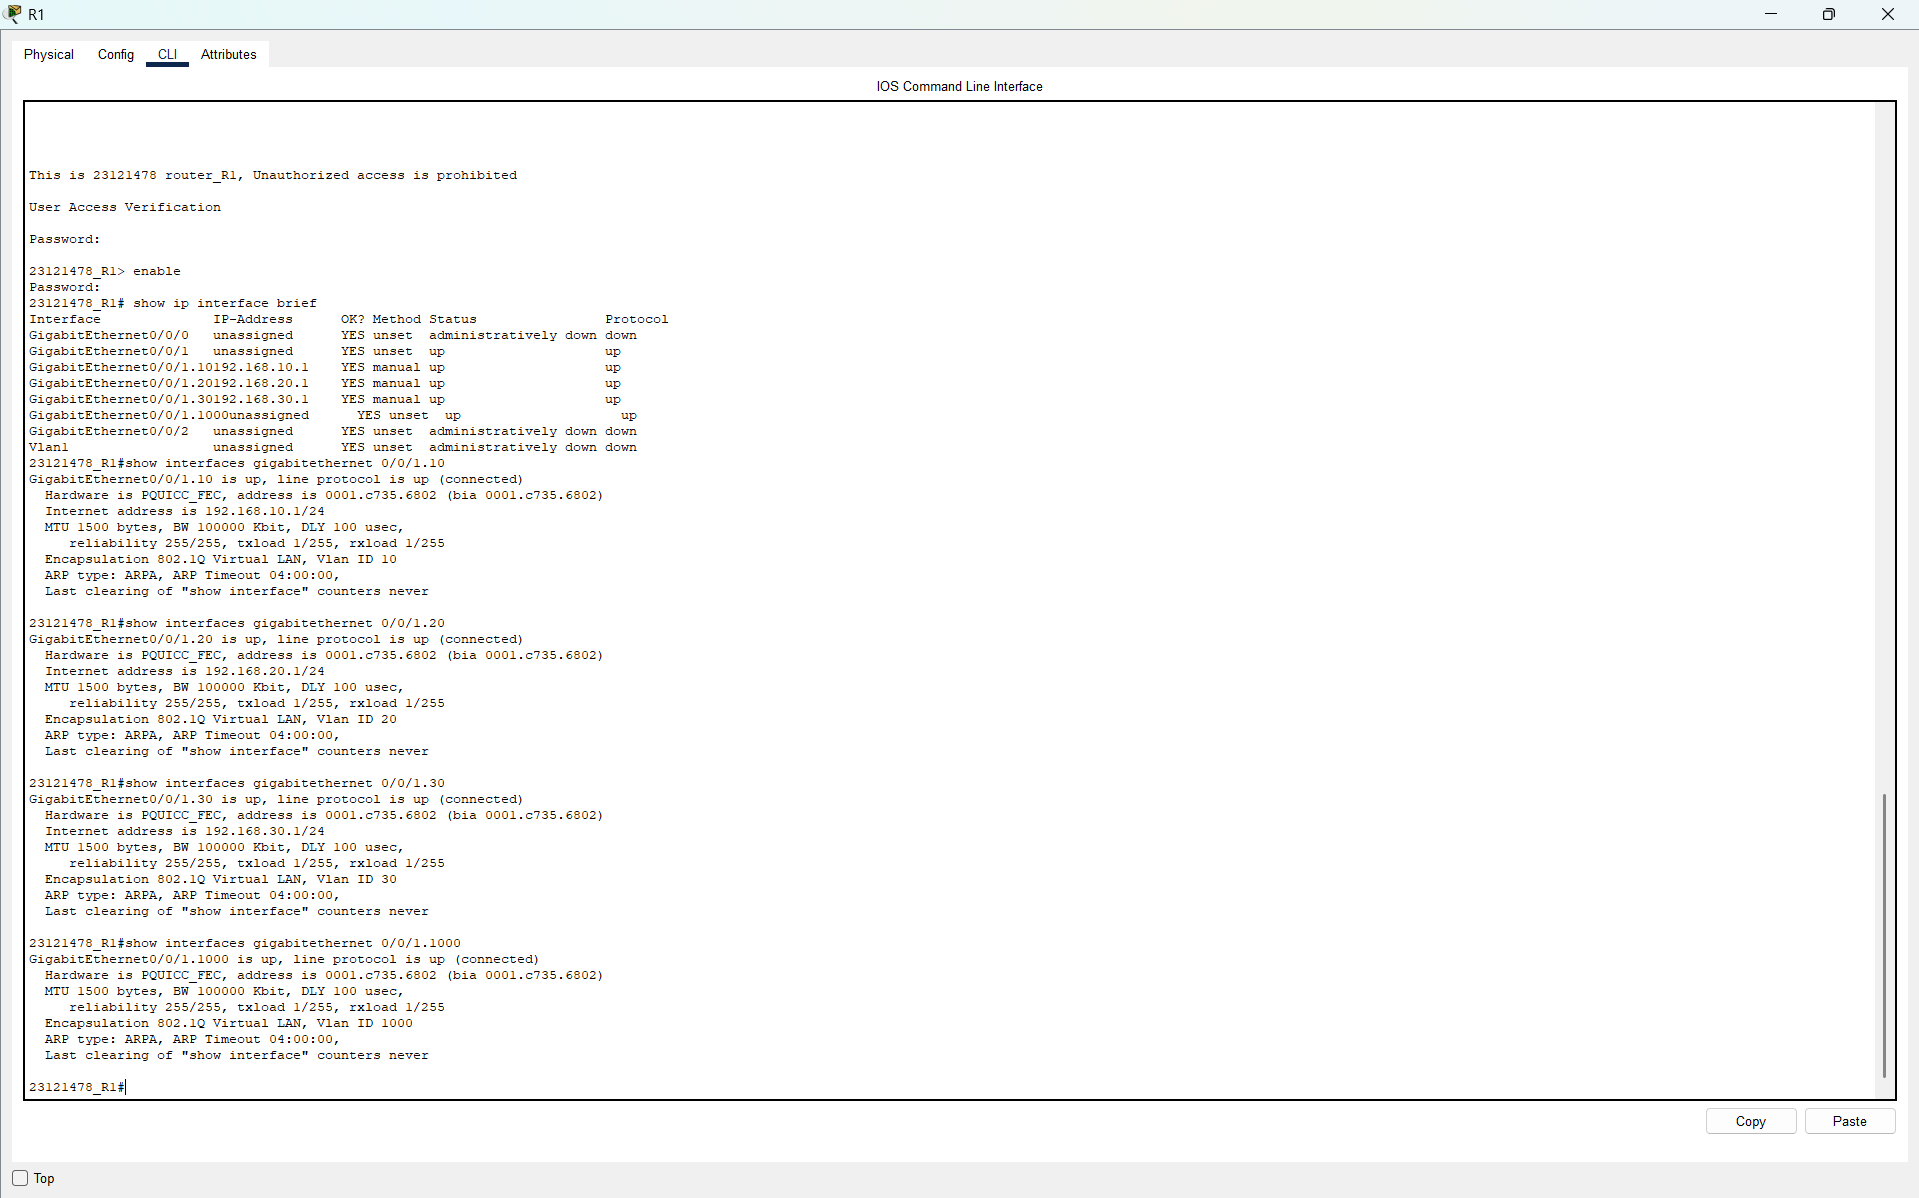 R1
Physical Config CLI Attributes
IOS Command Line Interface
This is 23121478 router_R1, Unauthorized access is prohibited
User Access Verification
Password:
23121478_R1> enable
Password:
23121478_R1# show ip interface brief
Interface              IP-Address      OK? Method Status                Protocol
GigabitEthernet0/0/0   unassigned      YES unset  administratively down down
GigabitEthernet0/0/1   unassigned      YES unset  up                    up
GigabitEthernet0/0/1.10192.168.10.1    YES manual up                    up
GigabitEthernet0/0/1.20192.168.20.1    YES manual up                    up
GigabitEthernet0/0/1.30192.168.30.1    YES manual up                    up
GigabitEthernet0/0/1.1000unassigned      YES unset  up                    up
GigabitEthernet0/0/2   unassigned      YES unset  administratively down down
Vlan1                  unassigned      YES unset  administratively down down
23121478_R1#show interfaces gigabitethernet 0/0/1.10
GigabitEthernet0/0/1.10 is up, line protocol is up (connected)
  Hardware is PQUICC_FEC, address is 0001.c735.6802 (bia 0001.c735.6802)
  Internet address is 192.168.10.1/24
  MTU 1500 bytes, BW 100000 Kbit, DLY 100 usec,
     reliability 255/255, txload 1/255, rxload 1/255
  Encapsulation 802.1Q Virtual LAN, Vlan ID 10
  ARP type: ARPA, ARP Timeout 04:00:00,
  Last clearing of "show interface" counters never
23121478_R1#show interfaces gigabitethernet 0/0/1.20
GigabitEthernet0/0/1.20 is up, line protocol is up (connected)
  Hardware is PQUICC_FEC, address is 0001.c735.6802 (bia 0001.c735.6802)
  Internet address is 192.168.20.1/24
  MTU 1500 bytes, BW 100000 Kbit, DLY 100 usec,
     reliability 255/255, txload 1/255, rxload 1/255
  Encapsulation 802.1Q Virtual LAN, Vlan ID 20
  ARP type: ARPA, ARP Timeout 04:00:00,
  Last clearing of "show interface" counters never
23121478_R1#show interfaces gigabitethernet 0/0/1.30
GigabitEthernet0/0/1.30 is up, line protocol is up (connected)
  Hardware is PQUICC_FEC, address is 0001.c735.6802 (bia 0001.c735.6802)
  Internet address is 192.168.30.1/24
  MTU 1500 bytes, BW 100000 Kbit, DLY 100 usec,
     reliability 255/255, txload 1/255, rxload 1/255
  Encapsulation 802.1Q Virtual LAN, Vlan ID 30
  ARP type: ARPA, ARP Timeout 04:00:00,
  Last clearing of "show interface" counters never
23121478_R1#show interfaces gigabitethernet 0/0/1.1000
GigabitEthernet0/0/1.1000 is up, line protocol is up (connected)
  Hardware is PQUICC_FEC, address is 0001.c735.6802 (bia 0001.c735.6802)
  MTU 1500 bytes, BW 100000 Kbit, DLY 100 usec,
     reliability 255/255, txload 1/255, rxload 1/255
  Encapsulation 802.1Q Virtual LAN, Vlan ID 1000
  ARP type: ARPA, ARP Timeout 04:00:00,
  Last clearing of "show interface" counters never
23121478_R1#
Copy Paste
Top